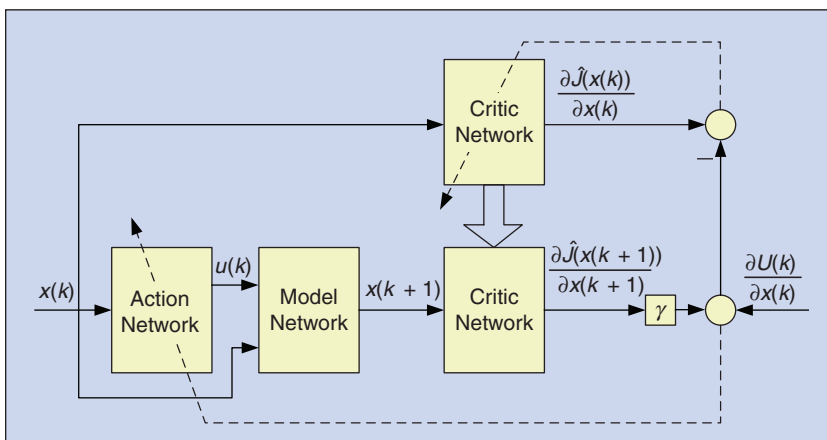 ∂Ĵ(x(k))
∂x(k)
Critic
Network
−
x(k)
Action
Network
u(k)
Model
Network
x(k + 1)
Critic
Network
∂Ĵ(x(k + 1))
∂x(k + 1)
γ
∂U(k)
∂x(k)